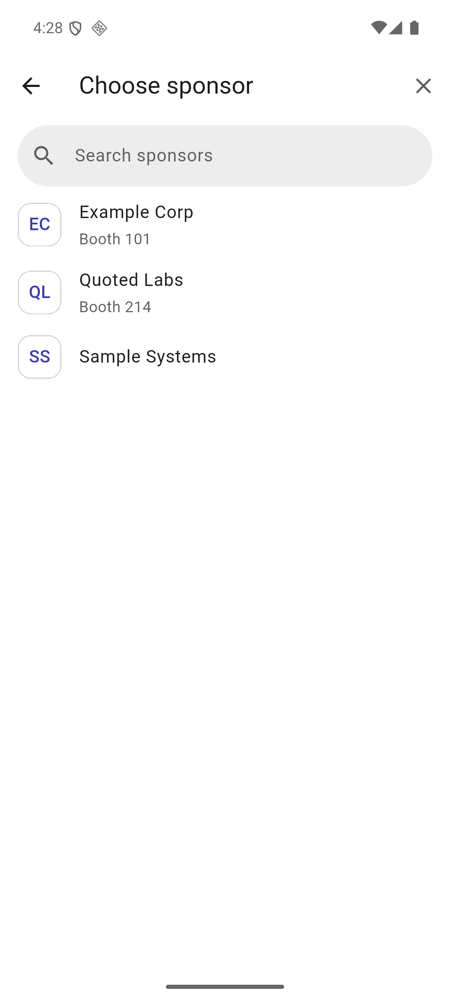 4:28
Choose sponsor
Search sponsors
EC
Example Corp
Booth 101
QL
Quoted Labs
Booth 214
SS
Sample Systems